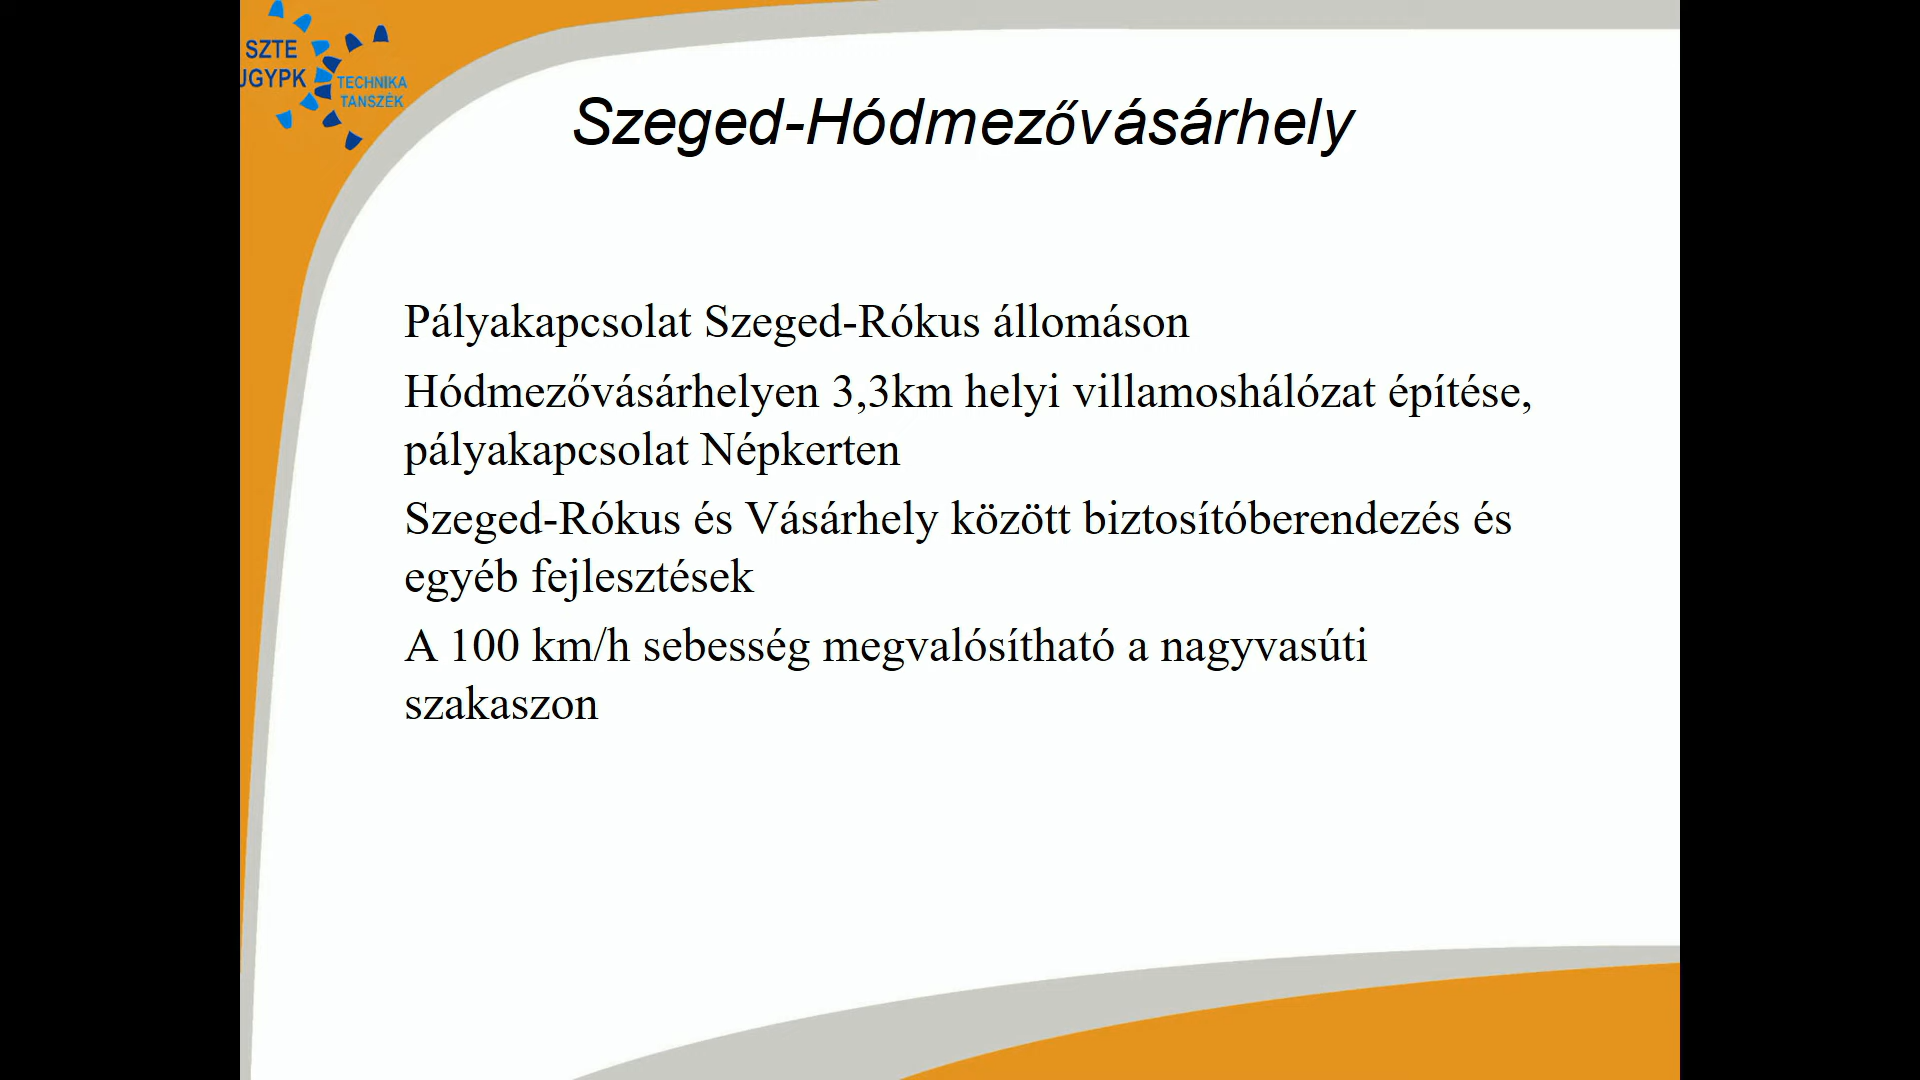 SZTE
JGYPK
TECHNIKA
TANSZÉK
Szeged-Hódmezővásárhely
Pályakapcsolat Szeged-Rókus állomáson
Hódmezővásárhelyen 3,3km helyi villamoshálózat építése,
pályakapcsolat Népkerten
Szeged-Rókus és Vásárhely között biztosítóberendezés és
egyéb fejlesztések
A 100 km/h sebesség megvalósítható a nagyvasúti
szakaszon